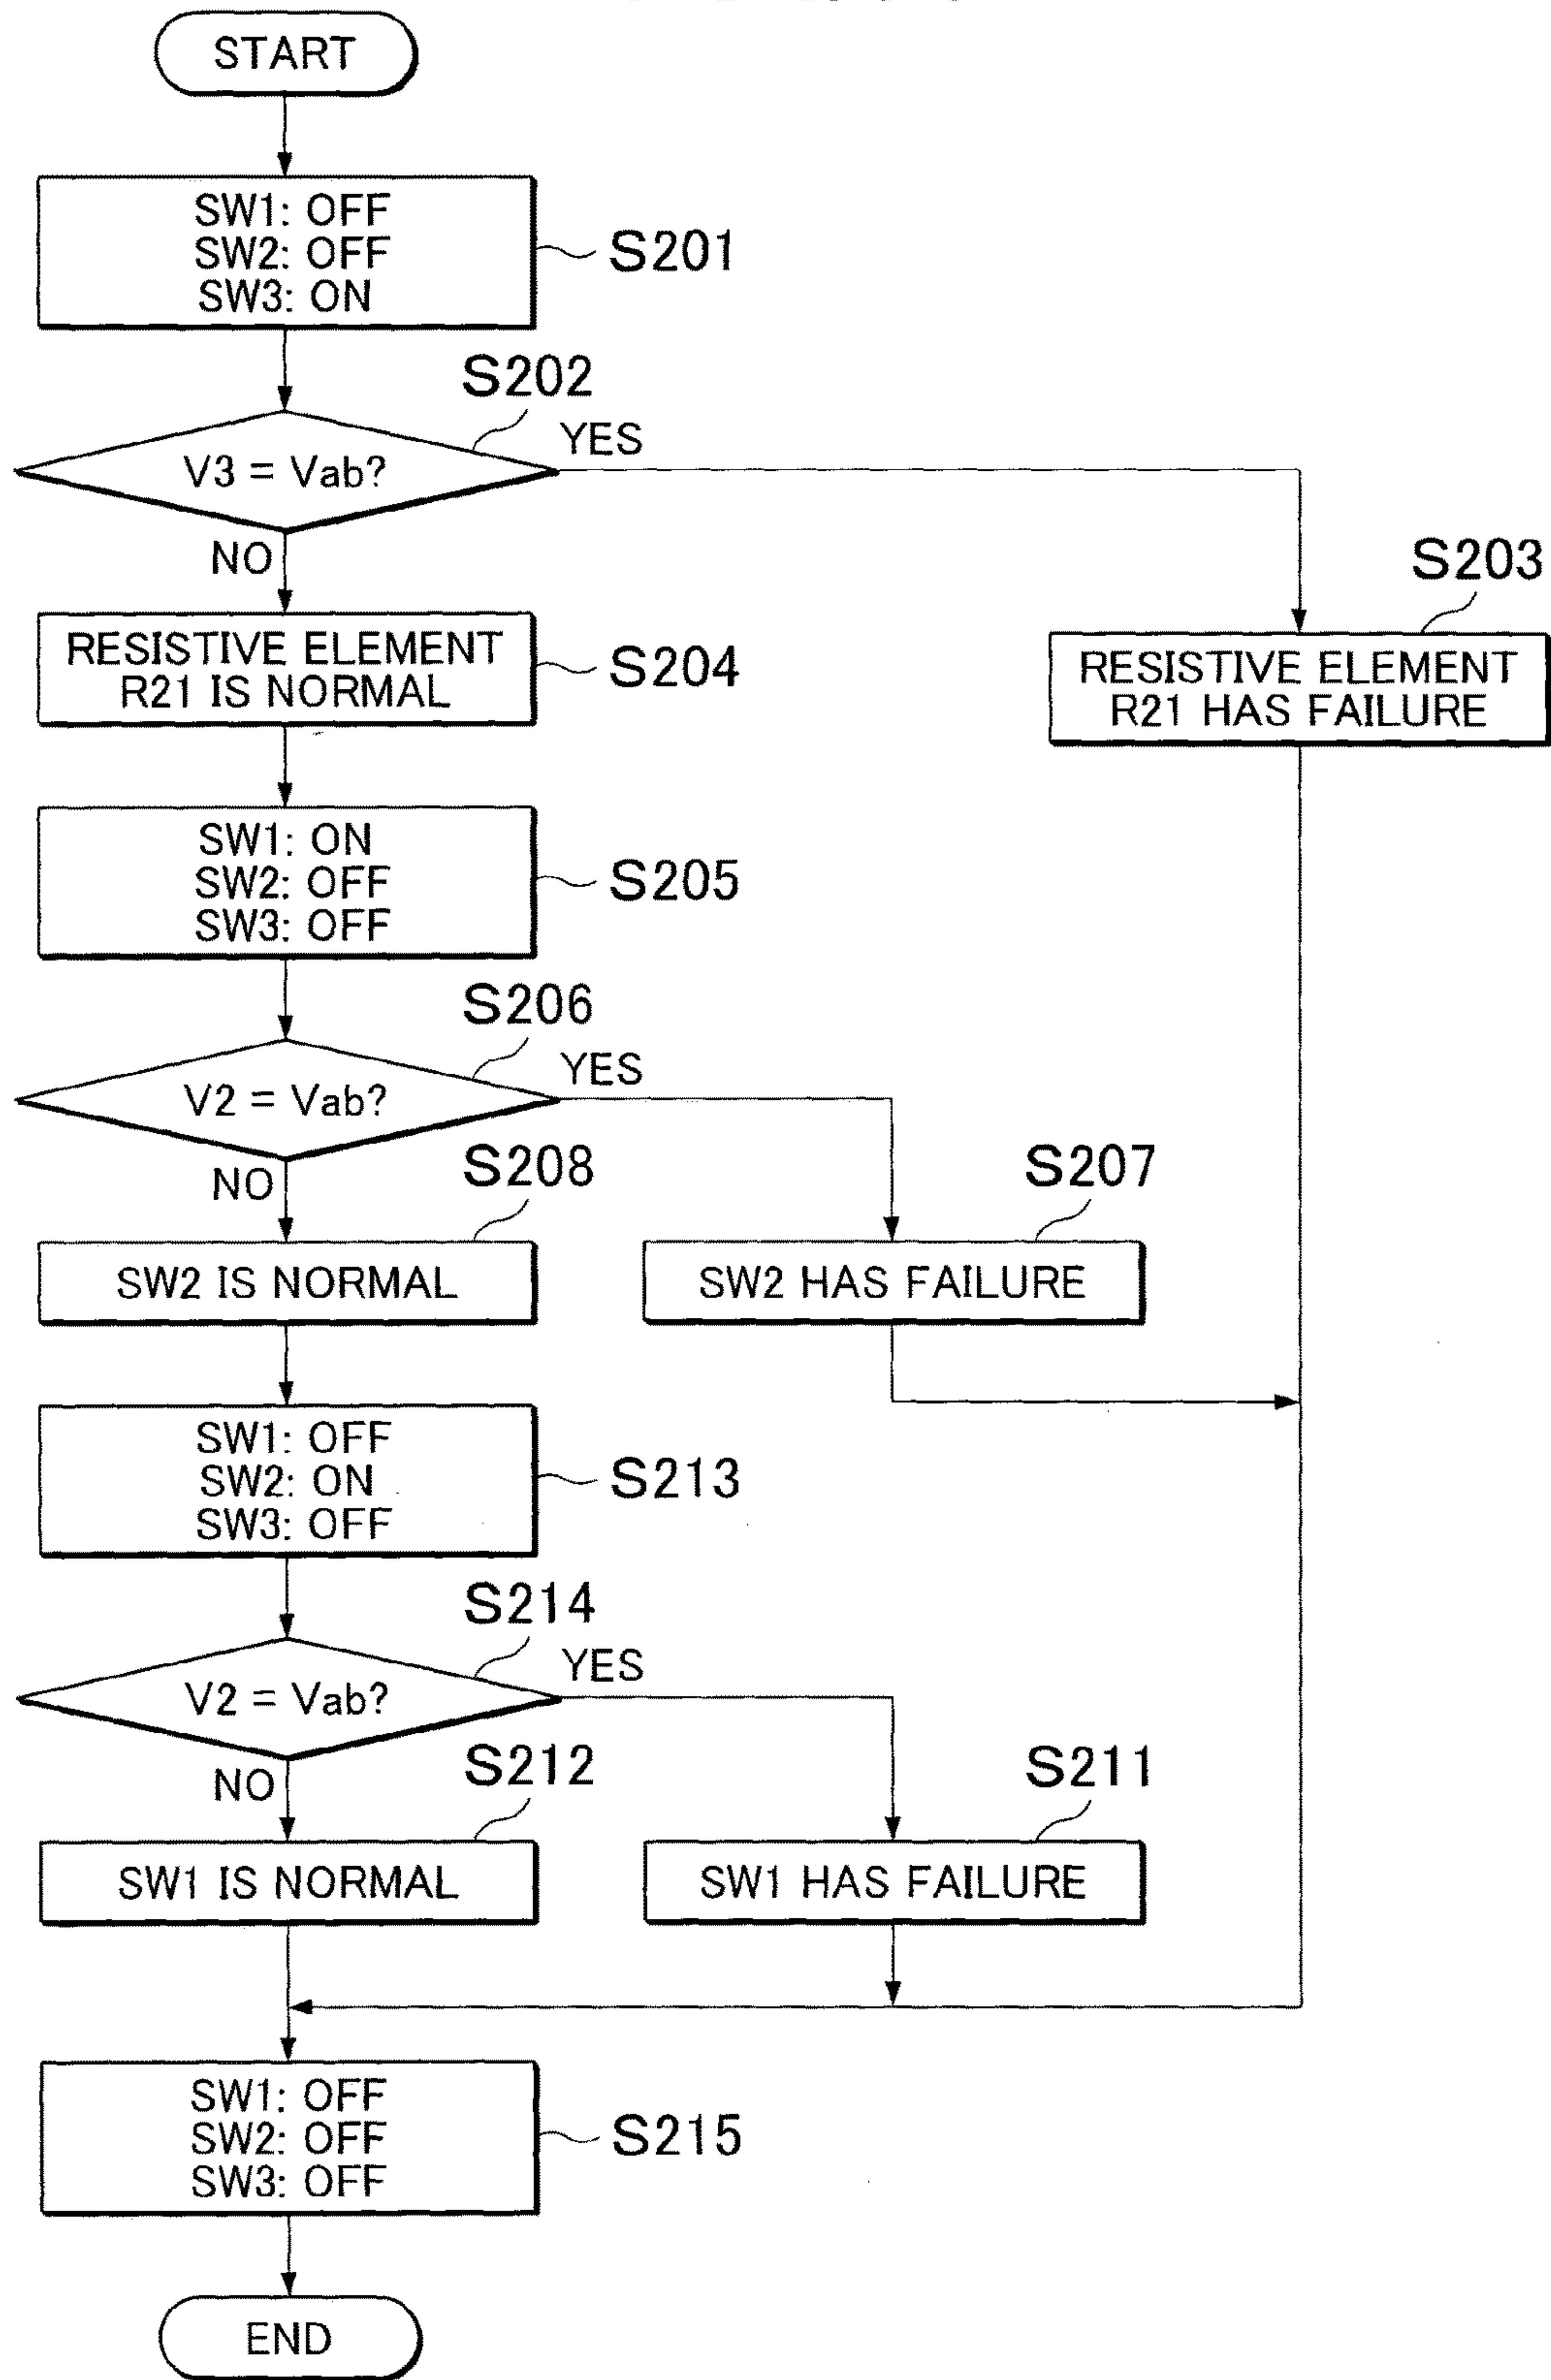 START
SW1: OFF
SW2: OFF
SW3: ON
S201
S202
V3 = Vab?
YES
NO
S203
RESISTIVE ELEMENT
R21 IS NORMAL
S204
RESISTIVE ELEMENT
R21 HAS FAILURE
SW1: ON
SW2: OFF
SW3: OFF
S205
S206
V2 = Vab?
YES
NO
S208
S207
SW2 IS NORMAL
SW2 HAS FAILURE
SW1: OFF
SW2: ON
SW3: OFF
S213
S214
V2 = Vab?
YES
NO
S212
S211
SW1 IS NORMAL
SW1 HAS FAILURE
SW1: OFF
SW2: OFF
SW3: OFF
S215
END